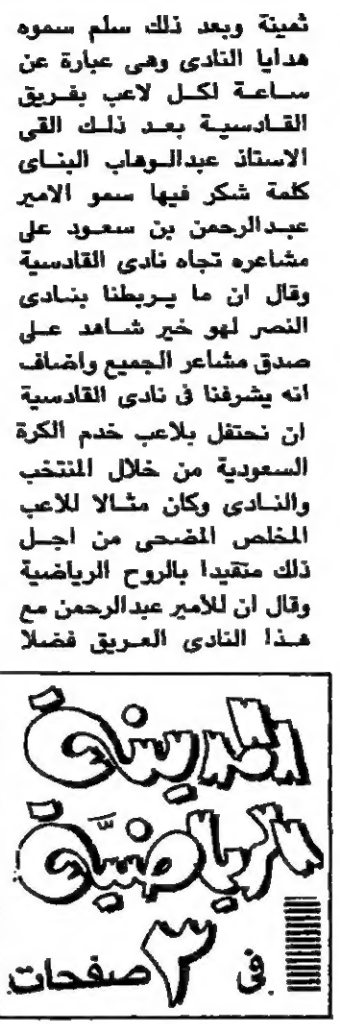 ثمينة وبعد ذلك سلم سموه
هدايا النادى وهى عبارة عن
ساعة لكل لاعب بفريق
القادسية بعد ذلك القى
الاستاذ عبدالوهاب البناى
كلمة شكر فيها سمو الامير
عبدالرحمن بن سعود على
مشاعره تجاه نادى القادسية
وقال ان ما يربطنا بنادى
النصر لهو خير شاهد على
صدق مشاعر الجميع واضاف
انه يشرفنا فى نادى القادسية
ان نحتفل بلاعب خدم الكرة
السعودية من خلال المنتخب
والنادى وكان مثالا للاعب
المخلص المضحى من اجل
ذلك متقيدا بالروح الرياضية
وقال ان للأمير عبدالرحمن مع
هذا النادى العريق فضلا
المدينة
الرياضيَّة
فى ٣ صفحات